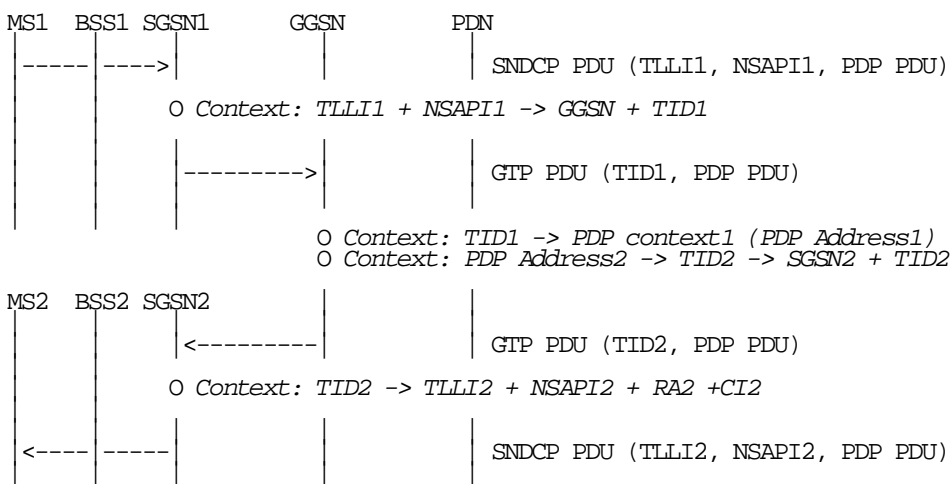 MS1 BSS1 SGSN1 GGSN PDN
SNDCP PDU (TLLI1, NSAPI1, PDP PDU)
O Context: TLLI1 + NSAPI1 -> GGSN + TID1
GTP PDU (TID1, PDP PDU)
O Context: TID1 -> PDP context1 (PDP Address1)
O Context: PDP Address2 -> TID2 -> SGSN2 + TID2
MS2 BSS2 SGSN2
GTP PDU (TID2, PDP PDU)
O Context: TID2 -> TLLI2 + NSAPI2 + RA2 +CI2
SNDCP PDU (TLLI2, NSAPI2, PDP PDU)